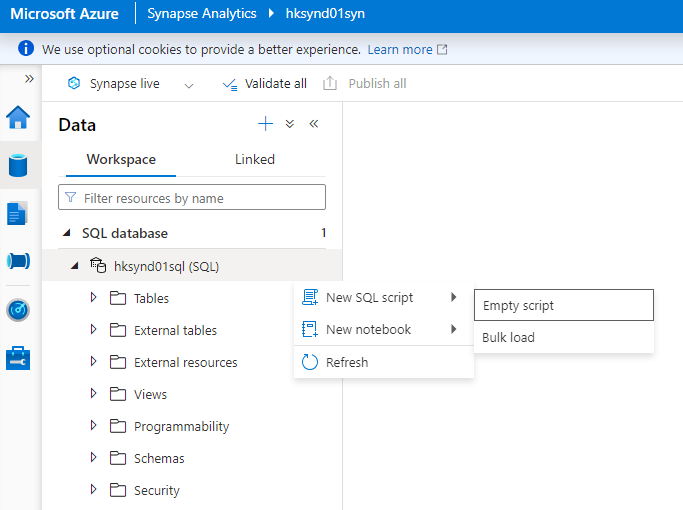 Microsoft Azure Synapse Analytics hksynd01syn
We use optional cookies to provide a better experience. Learn more
Synapse live Validate all Publish all
Data
Workspace Linked
Filter resources by name
SQL database 1
hksynd01sql (SQL)
Tables
New SQL script
Empty script
External tables
New notebook
Bulk load
External resources
Refresh
Views
Programmability
Schemas
Security